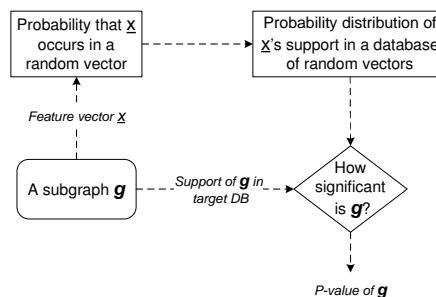 Probability that x
occurs in a
random vector
Probability distribution of
x's support in a database
of random vectors
Feature vector x
A subgraph g
Support of g in
target DB
How
significant
is g?
P-value of g